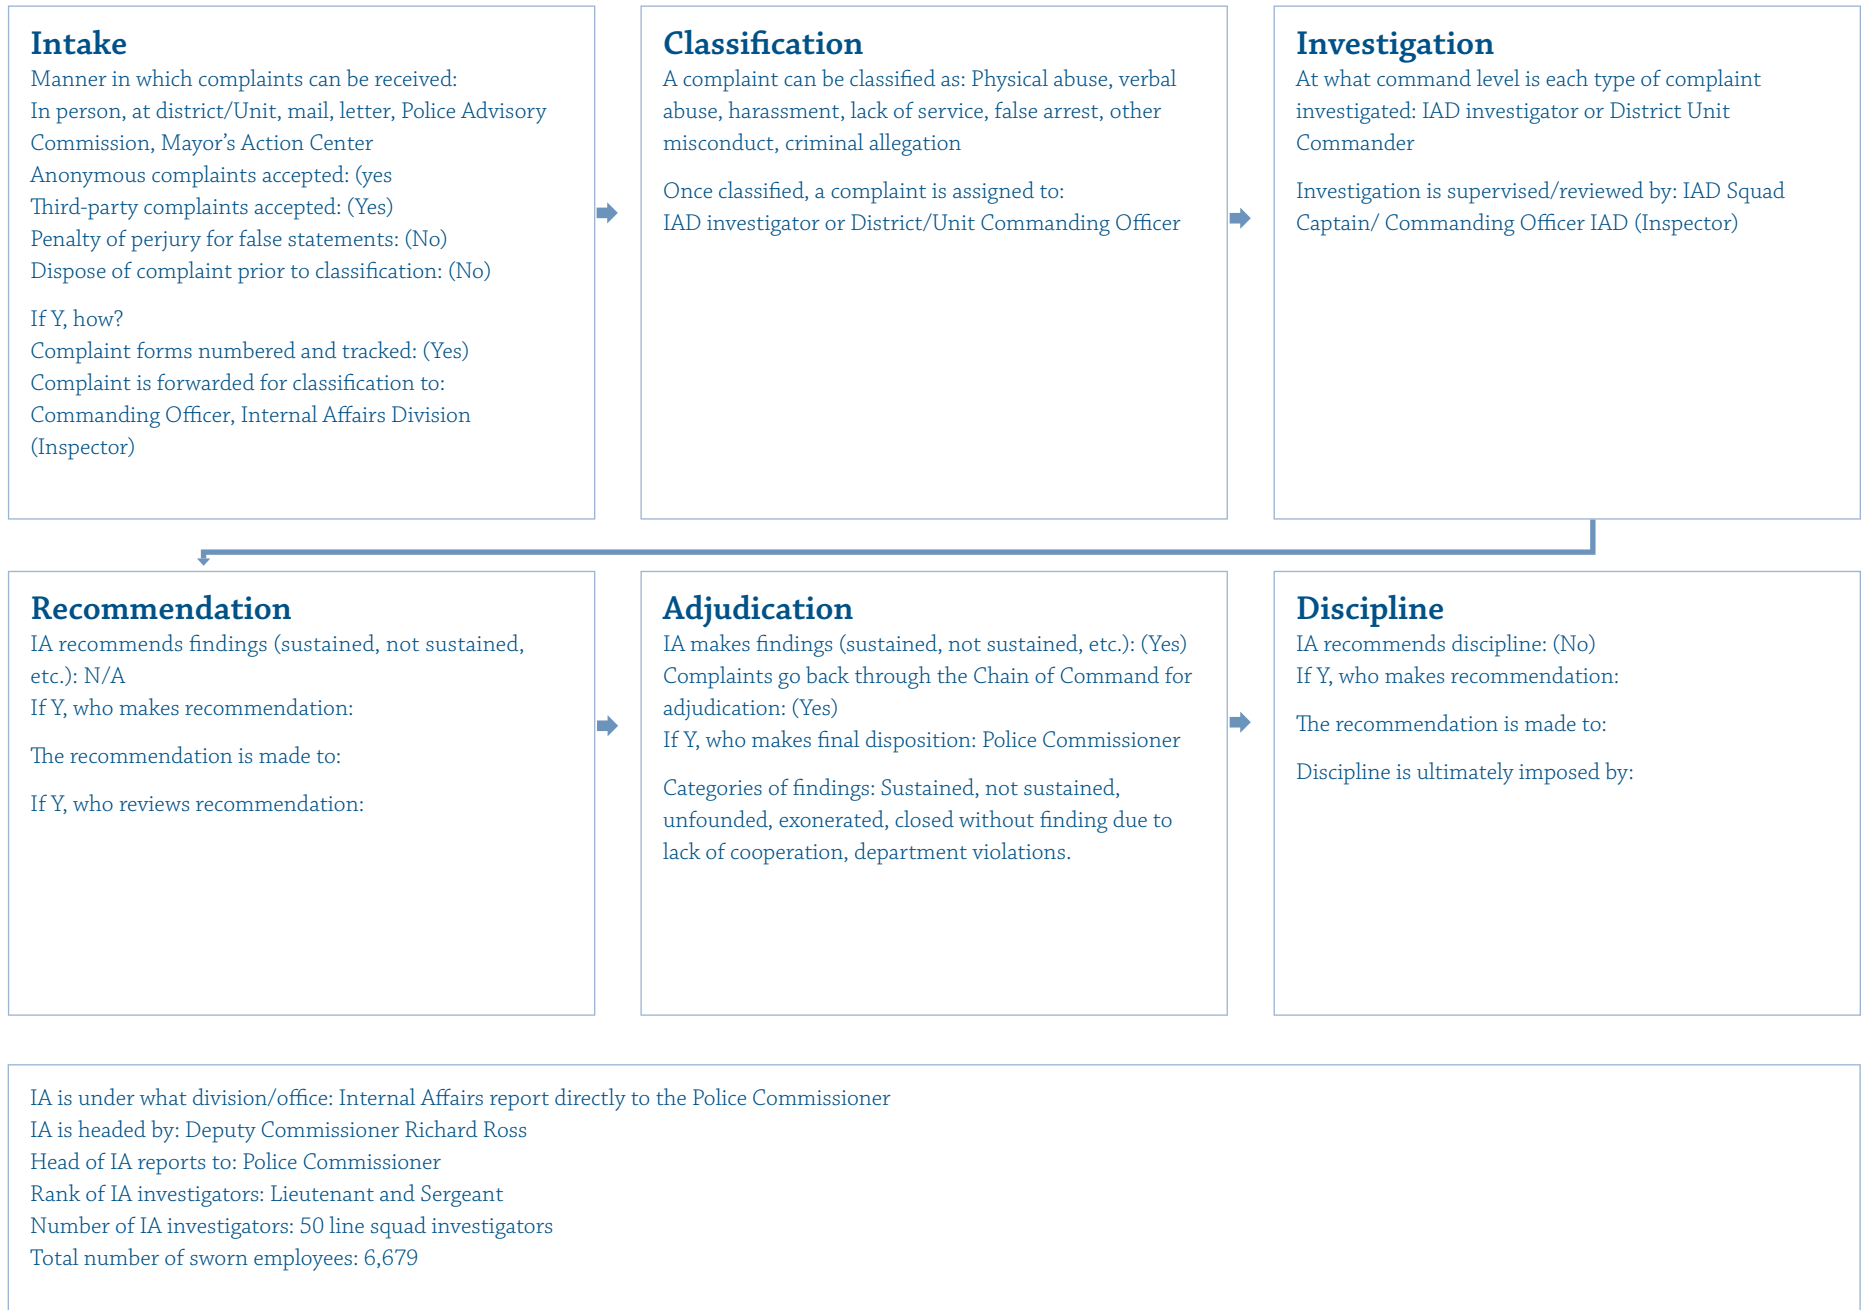 Intake
Manner in which complaints can be received:
In person, at district/Unit, mail, letter, Police Advisory
Commission, Mayor's Action Center
Anonymous complaints accepted: (yes
Third-party complaints accepted: (Yes)
Penalty of perjury for false statements: (No)
Dispose of complaint prior to classification: (No)
If Y, how?
Complaint forms numbered and tracked: (Yes)
Complaint is forwarded for classification to:
Commanding Officer, Internal Affairs Division
(Inspector)
Classification
A complaint can be classified as: Physical abuse, verbal
abuse, harassment, lack of service, false arrest, other
misconduct, criminal allegation
Once classified, a complaint is assigned to:
IAD investigator or District/Unit Commanding Officer
Investigation
At what command level is each type of complaint
investigated: IAD investigator or District Unit
Commander
Investigation is supervised/reviewed by: IAD Squad
Captain/ Commanding Officer IAD (Inspector)
Recommendation
IA recommends findings (sustained, not sustained,
etc.): N/A
If Y, who makes recommendation:
The recommendation is made to:
If Y, who reviews recommendation:
Adjudication
IA makes findings (sustained, not sustained, etc.): (Yes)
Complaints go back through the Chain of Command for
adjudication: (Yes)
If Y, who makes final disposition: Police Commissioner
Categories of findings: Sustained, not sustained,
unfounded, exonerated, closed without finding due to
lack of cooperation, department violations.
Discipline
IA recommends discipline: (No)
If Y, who makes recommendation:
The recommendation is made to:
Discipline is ultimately imposed by:
IA is under what division/office: Internal Affairs report directly to the Police Commissioner
IA is headed by: Deputy Commissioner Richard Ross
Head of IA reports to: Police Commissioner
Rank of IA investigators: Lieutenant and Sergeant
Number of IA investigators: 50 line squad investigators
Total number of sworn employees: 6,679